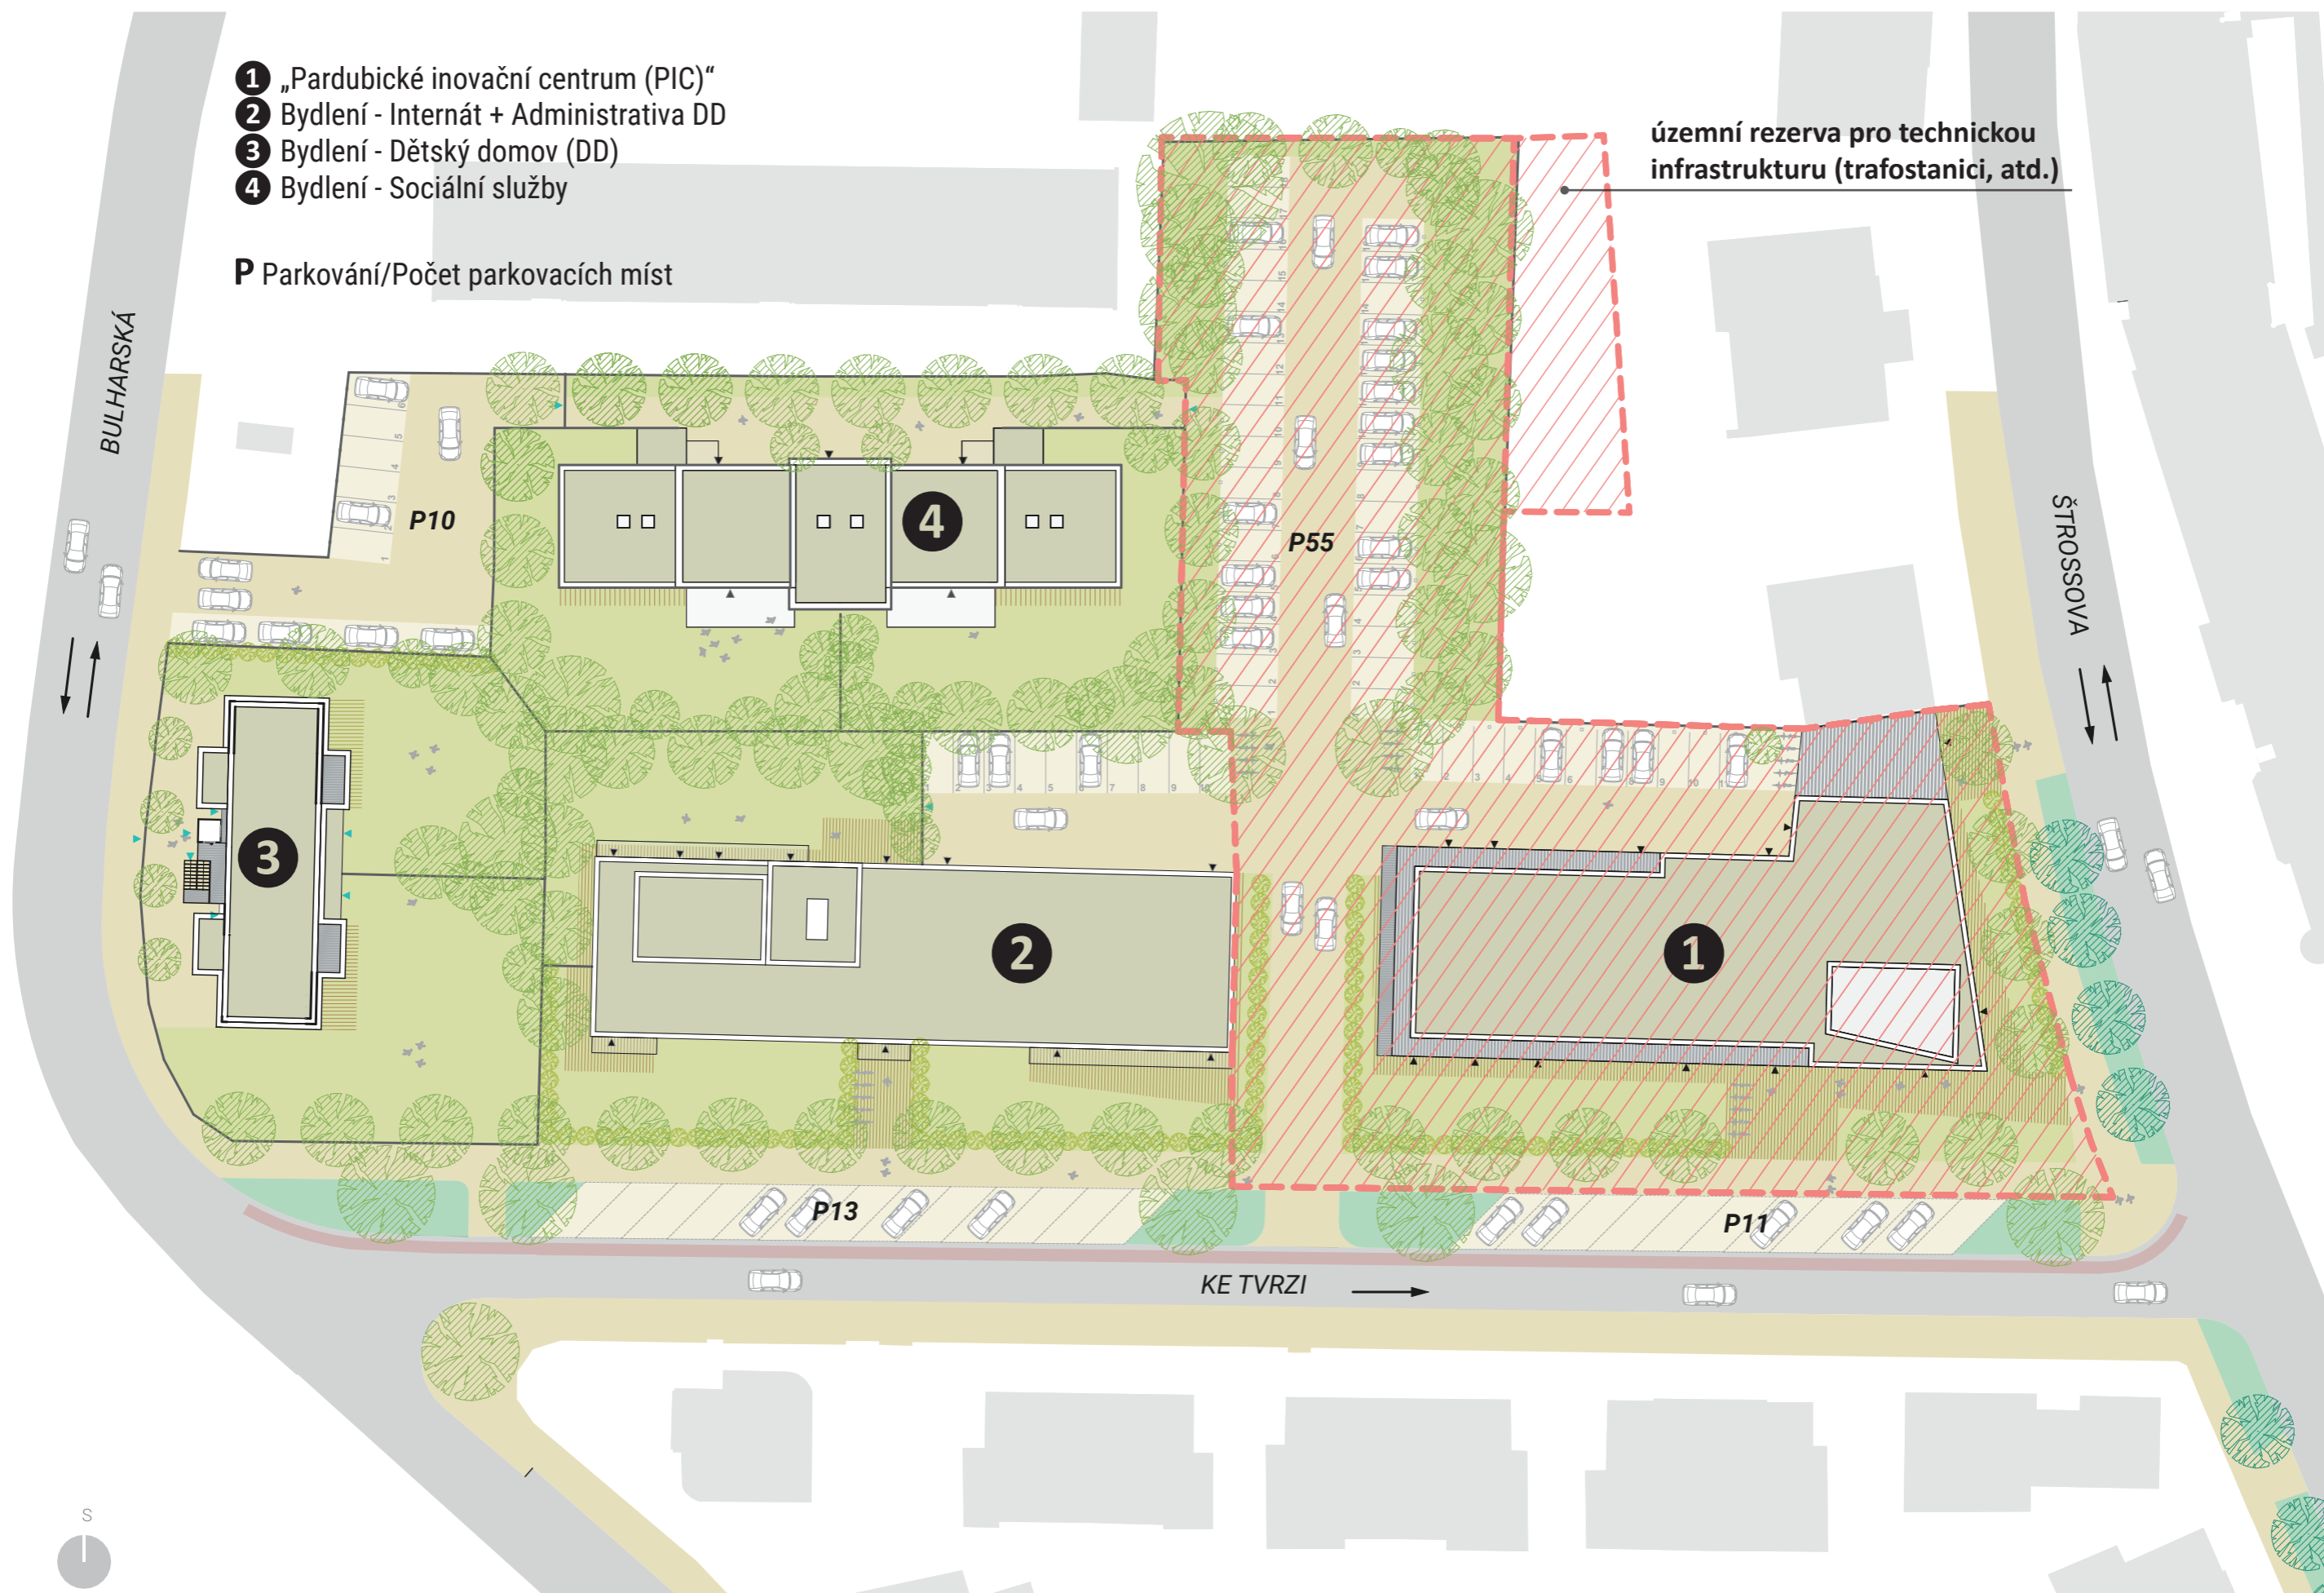 1 „Pardubické inovační centrum (PIC)“
2 Bydlení - Internát + Administrativa DD
3 Bydlení - Dětský domov (DD)
4 Bydlení - Sociální služby
P Parkování/Počet parkovacích míst
územní rezerva pro technickou
infrastrukturu (trafostanici, atd.)
BULHARSKÁ
ŠTROSSOVA
P10
4
P55
3
2
1
P13
P11
KE TVRZI
S